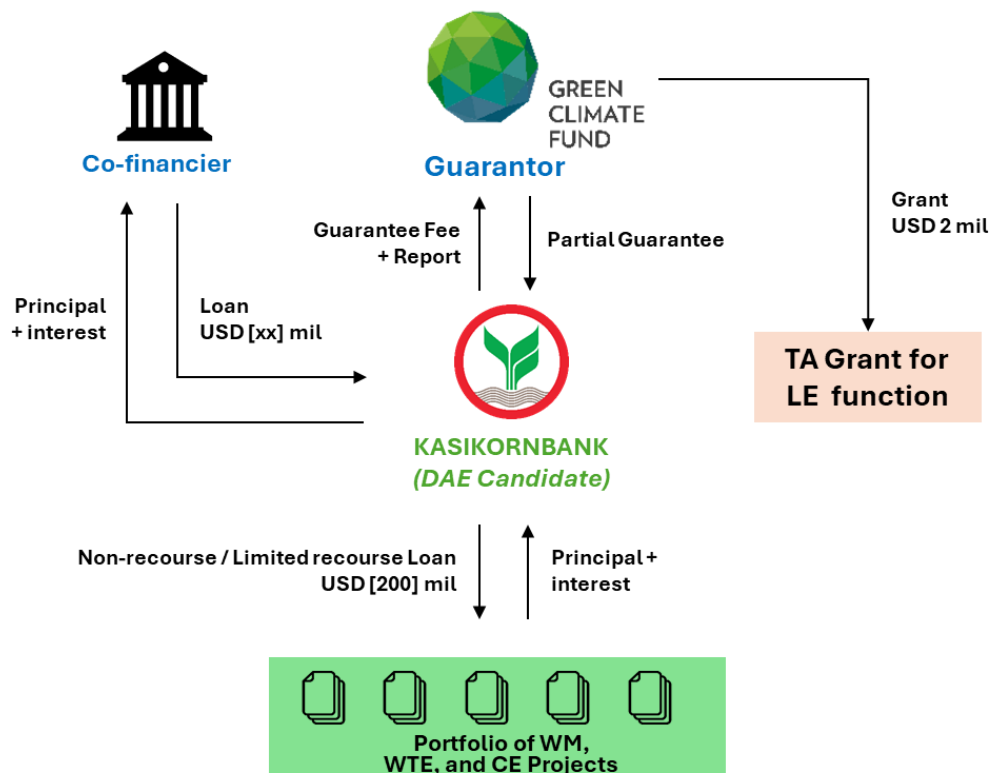 GREEN
CLIMATE
FUND
Co-financier
Guarantor
Grant
USD 2 mil
Guarantee Fee
+ Report
Partial Guarantee
Principal
+ interest
Loan
USD [xx] mil
TA Grant for
LE function
KASIKORNBANK
(DAE Candidate)
Non-recourse / Limited recourse Loan
USD [200] mil
Principal +
interest
Portfolio of WM,
WTE, and CE Projects